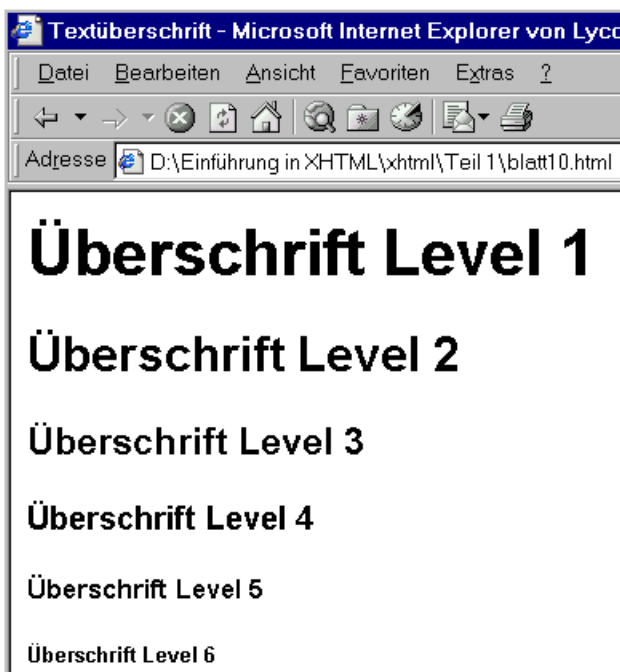 Textüberschrift - Microsoft Internet Explorer von Lyco
Datei Bearbeiten Ansicht Favoriten Extras ?
Adresse D:\Einführung in XHTML\xhtml\Teil 1\blatt10.html
Überschrift Level 1
Überschrift Level 2
Überschrift Level 3
Überschrift Level 4
Überschrift Level 5
Überschrift Level 6